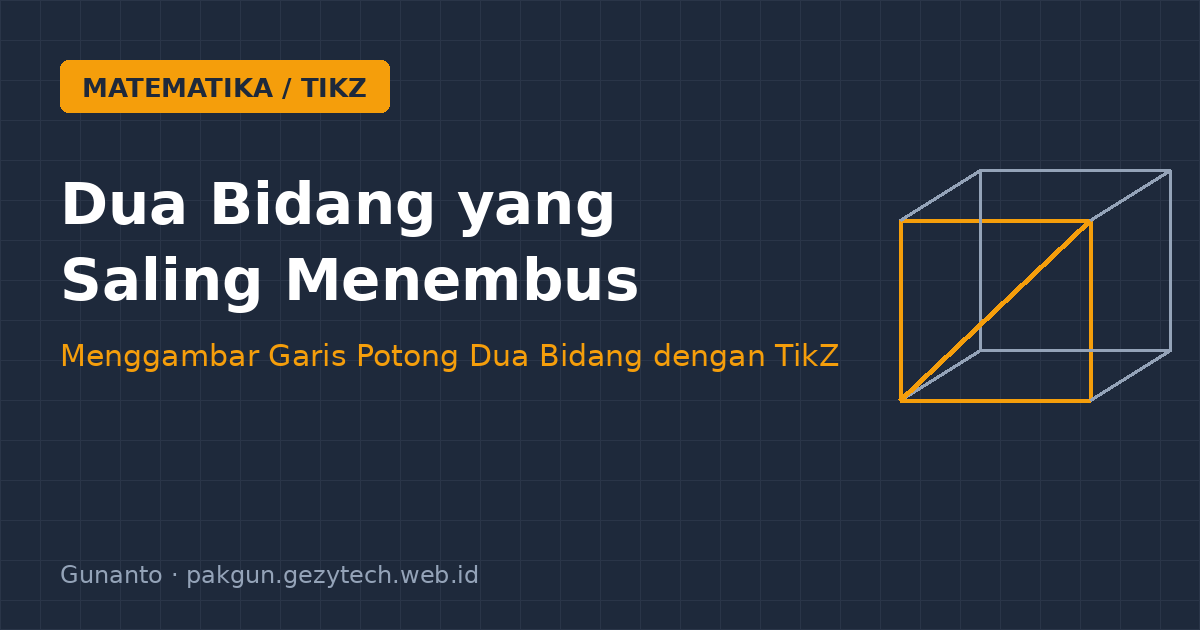 MATEMATIKA / TIKZ
Dua Bidang yang
Saling Menembus
Menggambar Garis Potong Dua Bidang dengan TikZ
Gunanto · pakgun.gezytech.web.id